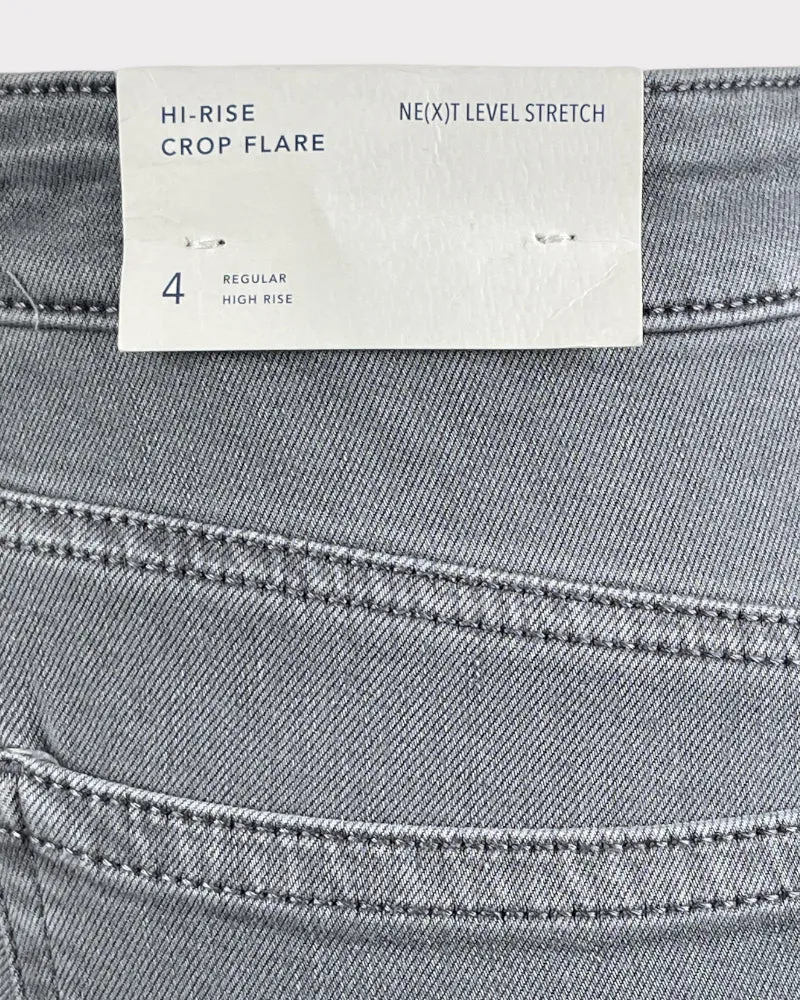 HI-RISE
CROP FLARE
NE(X)T LEVEL STRETCH
4
REGULAR
HIGH RISE